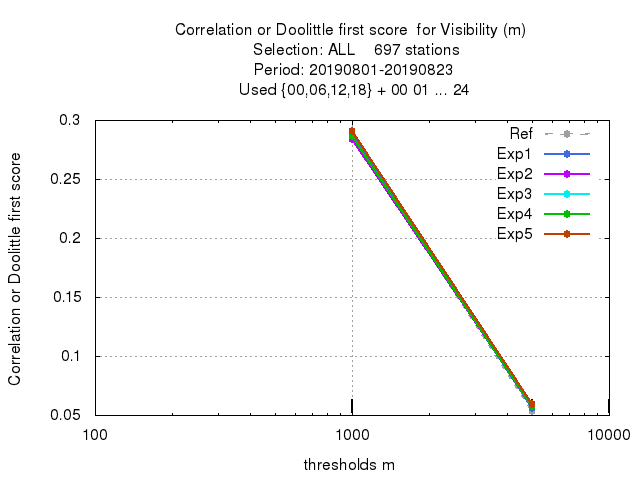 Correlation or Doolittle first score  for Visibility (m)
Selection: ALL    697 stations
Period: 20190801-20190823
Used {00,06,12,18} + 00 01 ... 24
Correlation or Doolittle first score
0.3
0.25
0.2
0.15
0.1
0.05
Ref
Exp1
Exp2
Exp3
Exp4
Exp5
100
1000
10000
thresholds m